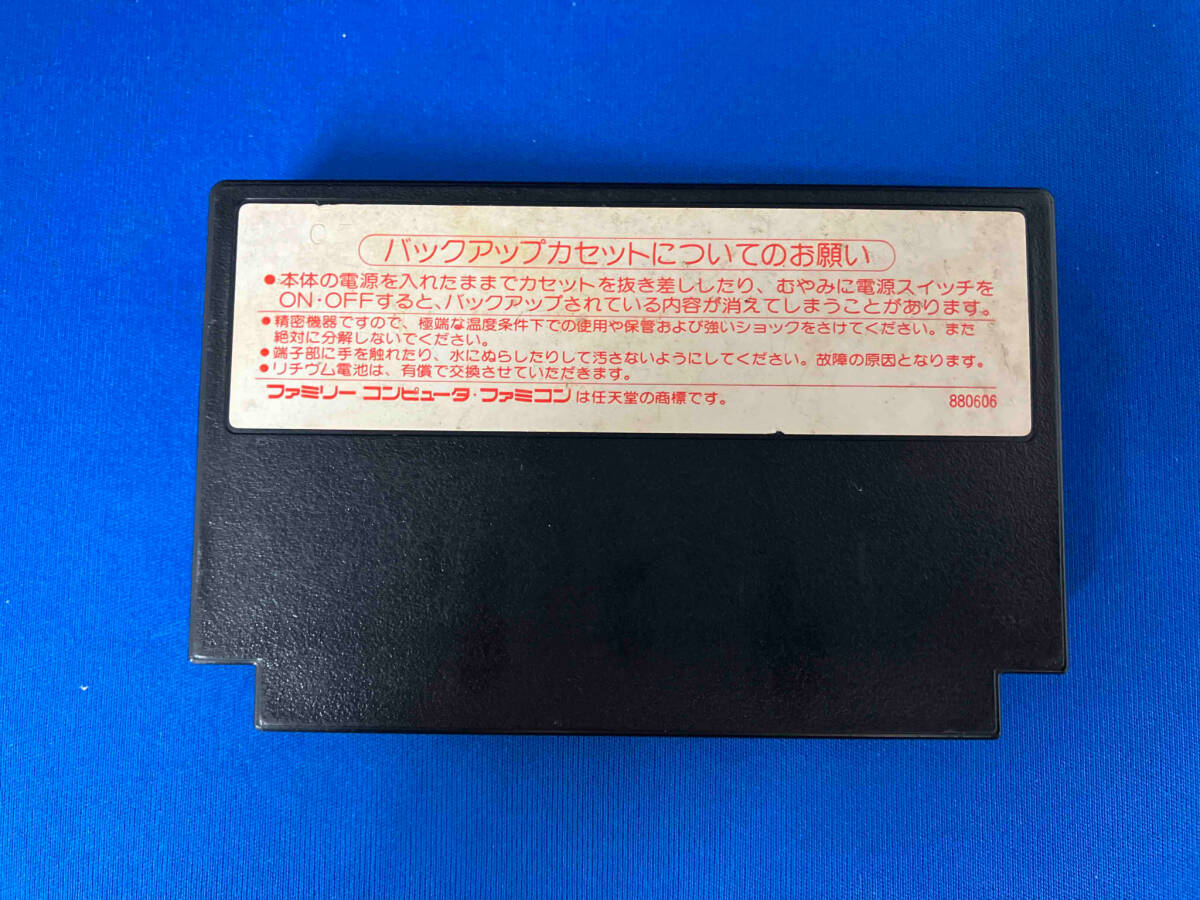 バックアップカセットについてのお願い
●本体の電源を入れたままでカセットを抜き差ししたり、むやみに電源スイッチを
ON・OFFすると、バックアップされている内容が消えてしまうことがあります。
●精密機器ですので、極端な温度条件下での使用や保管および強いショックをさけてください。また
絶対に分解しないでください。
●端子部に手を触れたり、水にぬらしたりして汚さないようにしてください。故障の原因となります。
●リチウム電池は、有償で交換させていただきます。
ファミリーコンピュータ・ファミコンは任天堂の商標です。
880606